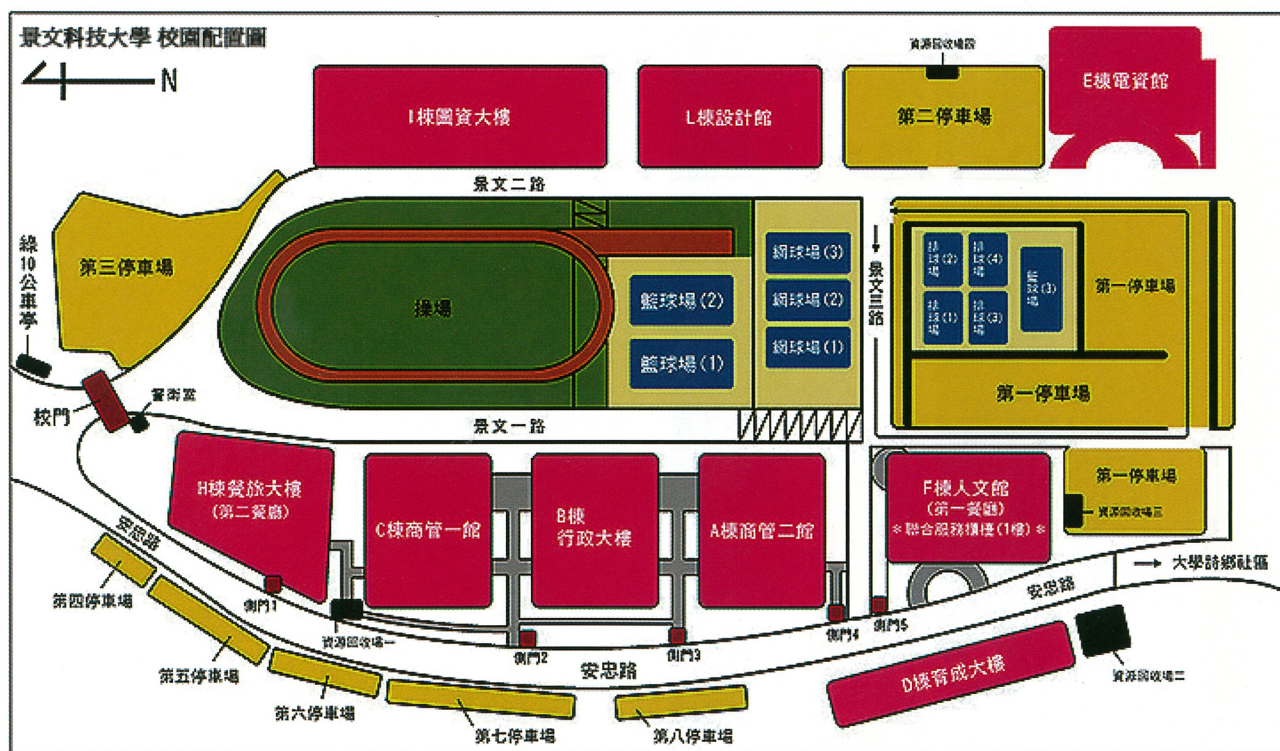 景文科技大學 校園配置圖
N
資源回收場四
E棟電資館
I棟圖資大樓
L棟設計館
第二停車場
景文二路
綠10公車亭
第三停車場
操場
籃球場(2)
籃球場(1)
網球場(3)
網球場(2)
網球場(1)
景文三路
排球場(2)
排球場(4)
籃球場(3)
排球場(1)
排球場(3)
第一停車場
第一停車場
校門
警衛室
景文一路
H棟餐旅大樓
(第二餐廳)
C棟商管一館
B棟
行政大樓
A棟商管二館
F棟人文館
(第一餐廳)
*聯合服務櫃檯(1樓)*
第一停車場
資源回收場三
大學詩鄉社區
安忠路
安忠路
安忠路
側門1
資源回收場一
側門2
側門3
側門4
側門5
第四停車場
第五停車場
第六停車場
第七停車場
第八停車場
D棟育成大樓
資源回收場二